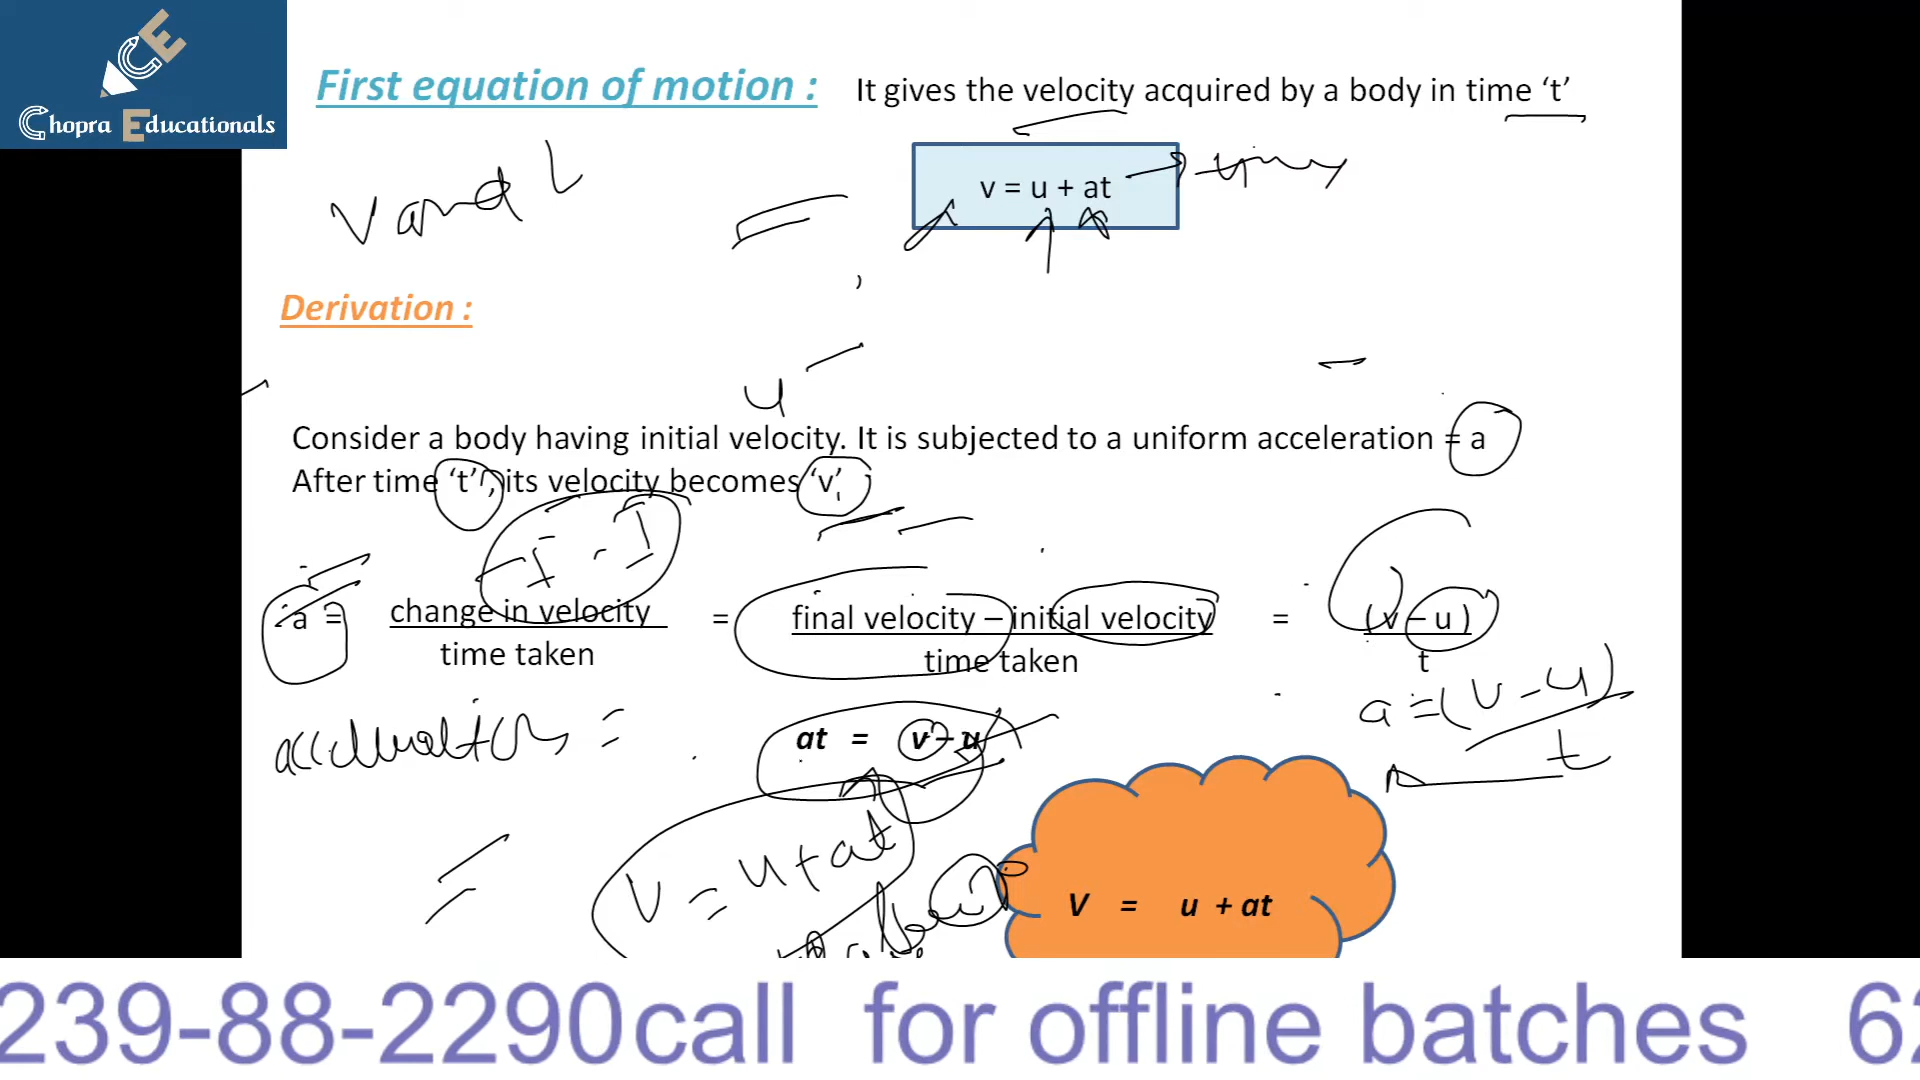 Chopra Educationals
First equation of motion : It gives the velocity acquired by a body in time ‘t’
v = u + at
v and
Derivation :
u
Consider a body having initial velocity. It is subjected to a uniform acceleration = a
After time ‘t’ , its velocity becomes ‘v’
I - I
a = change in velocity = final velocity – initial velocity = ( v – u )
time taken time taken t
a = (v - u)
t
acceleration =
at = v – u
v = u + at
V = u + at
239-88-2290call for offline batches 62